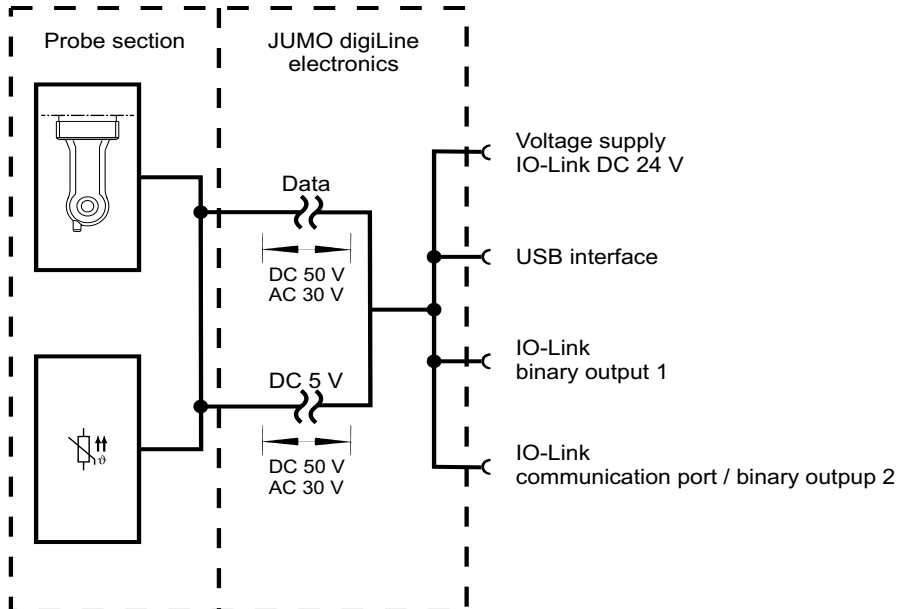 Probe section
JUMO digiLine
electronics
Voltage supply
IO-Link DC 24 V
Data
DC 50 V
AC 30 V
USB interface
IO-Link
binary output 1
DC 5 V
DC 50 V
AC 30 V
IO-Link
communication port / binary outpup 2
ϑ